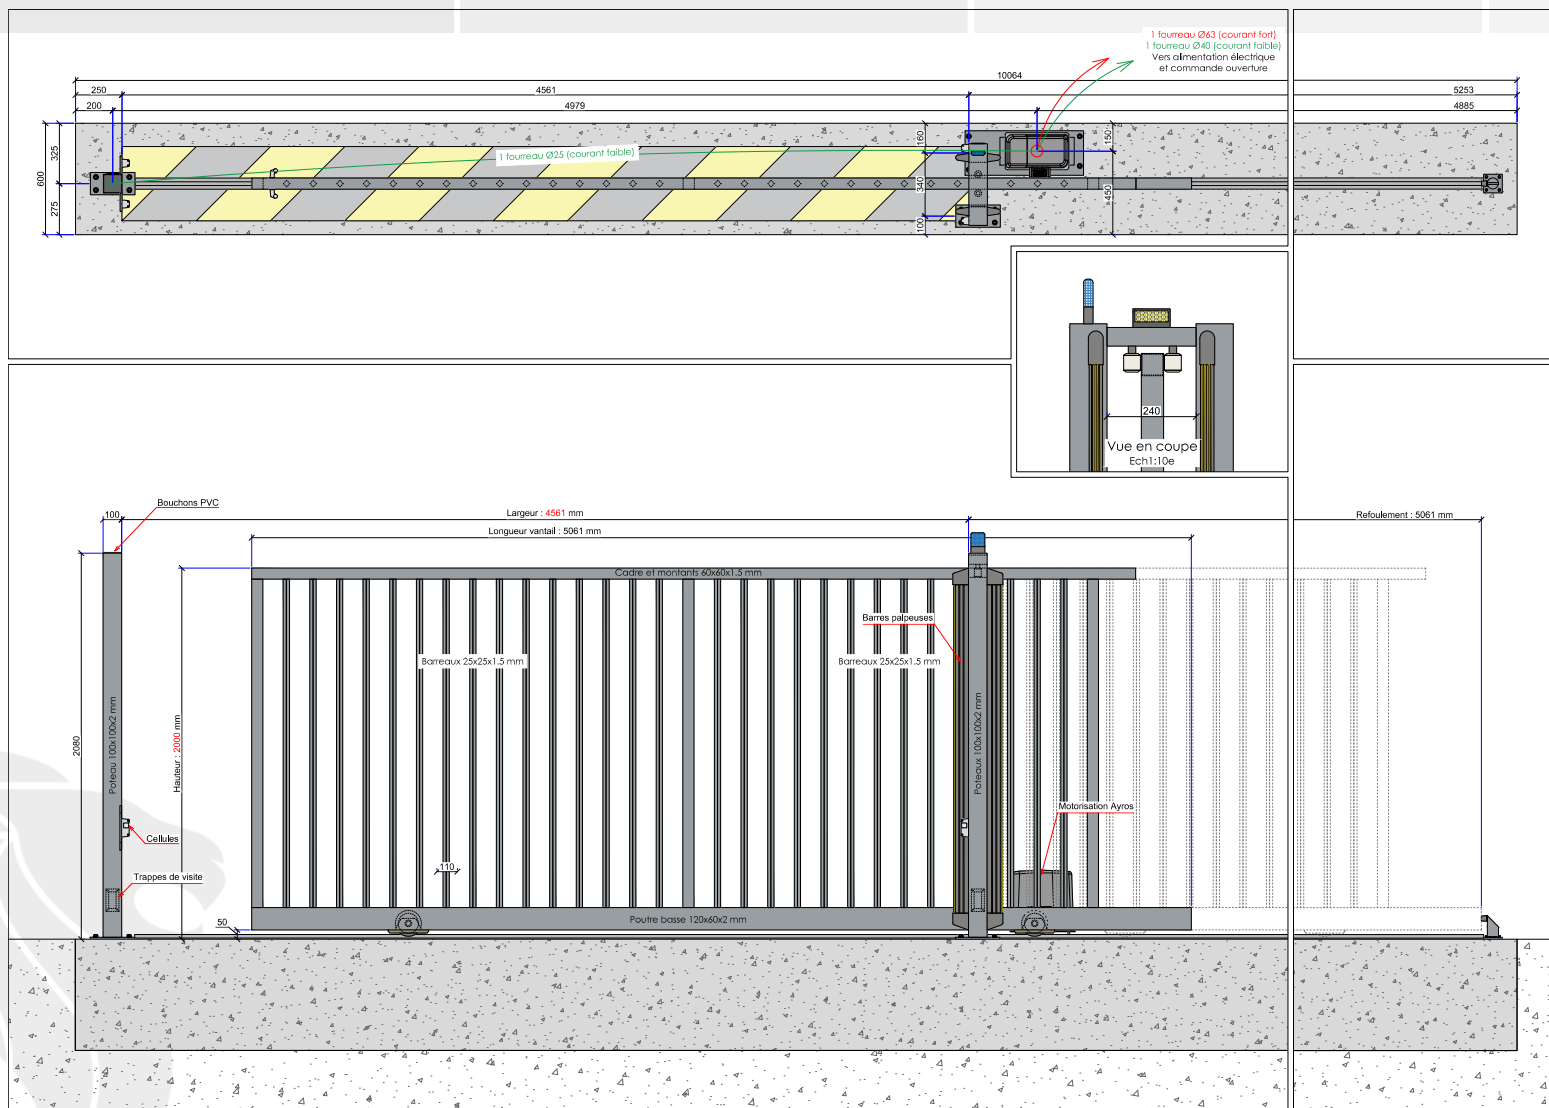 1 fourreau Ø63 (courant fort)
1 fourreau Ø40 (courant faible)
Vers alimentation électrique
et commande ouverture
10064
250
4561
5253
200
4979
4885
600
325
275
1 fourreau Ø25 (courant faible)
160
340
100
150
450
240
Vue en coupe
Ech1:10e
Bouchons PVC
100
Largeur : 4561 mm
Refoulement : 5061 mm
Longueur vantail : 5061 mm
Cadre et montants 60x60x1.5 mm
Barres palpeuses
Barreaux 25x25x1.5 mm
Barreaux 25x25x1.5 mm
2080
Hauteur : 2000 mm
Poteau 100x100x2 mm
Poteaux 100x100x2 mm
Motorisation Ayros
Cellules
110
Trappes de visite
50
Poutre basse 120x60x2 mm